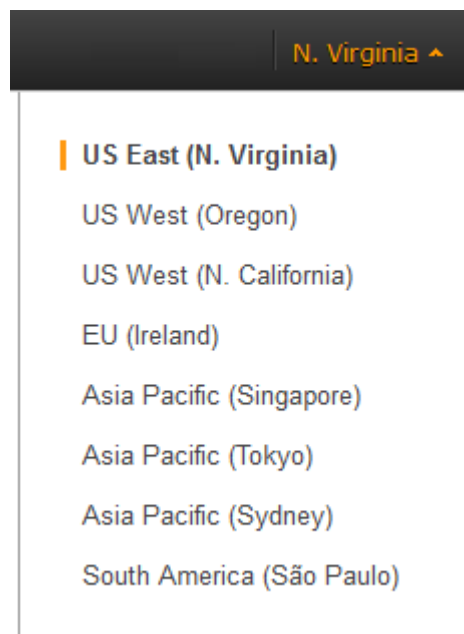 N. Virginia
US East (N. Virginia)
US West (Oregon)
US West (N. California)
EU (Ireland)
Asia Pacific (Singapore)
Asia Pacific (Tokyo)
Asia Pacific (Sydney)
South America (São Paulo)